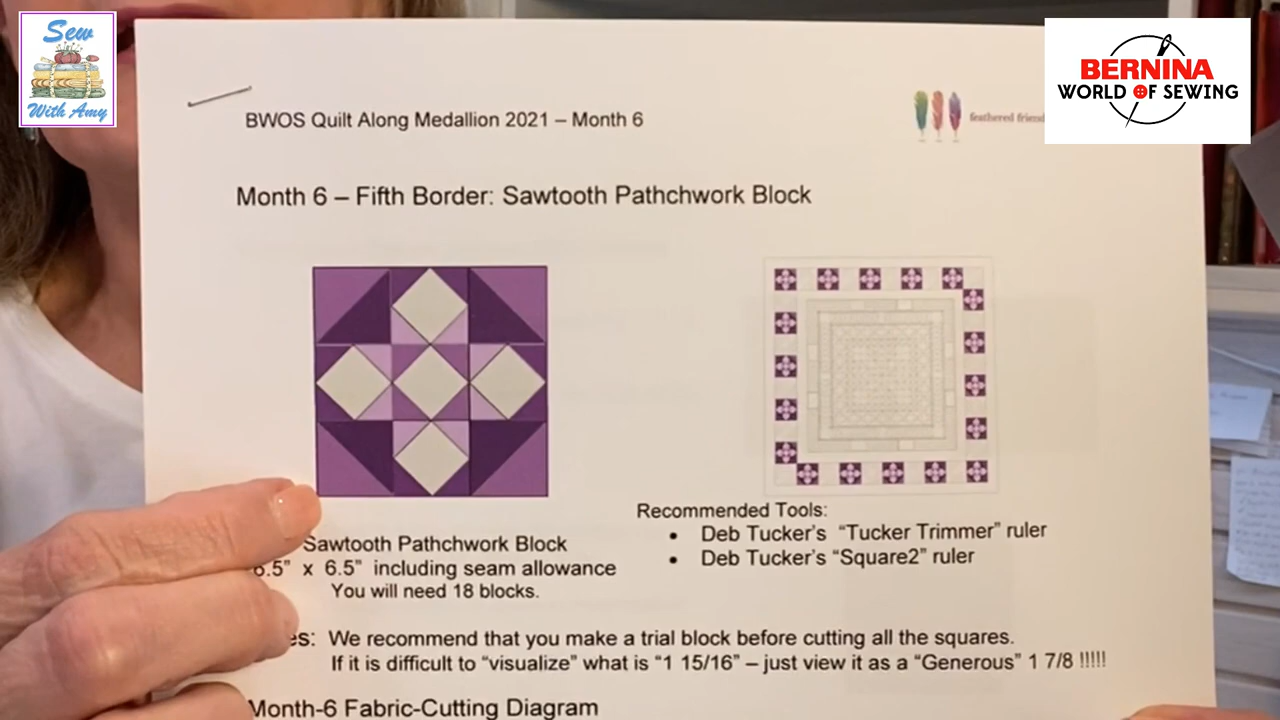 Sew
With Amy
BERNINA
WORLD OF SEWING
BWOS Quilt Along Medallion 2021 – Month 6
feathered friend
Month 6 – Fifth Border: Sawtooth Pathchwork Block
Sawtooth Pathchwork Block
6.5” x 6.5” including seam allowance
You will need 18 blocks.
Recommended Tools:
• Deb Tucker’s “Tucker Trimmer” ruler
• Deb Tucker’s “Square2” ruler
es: We recommend that you make a trial block before cutting all the squares.
If it is difficult to “visualize” what is “1 15/16” – just view it as a “Generous” 1 7/8 !!!!!
Month-6 Fabric-Cutting Diagram